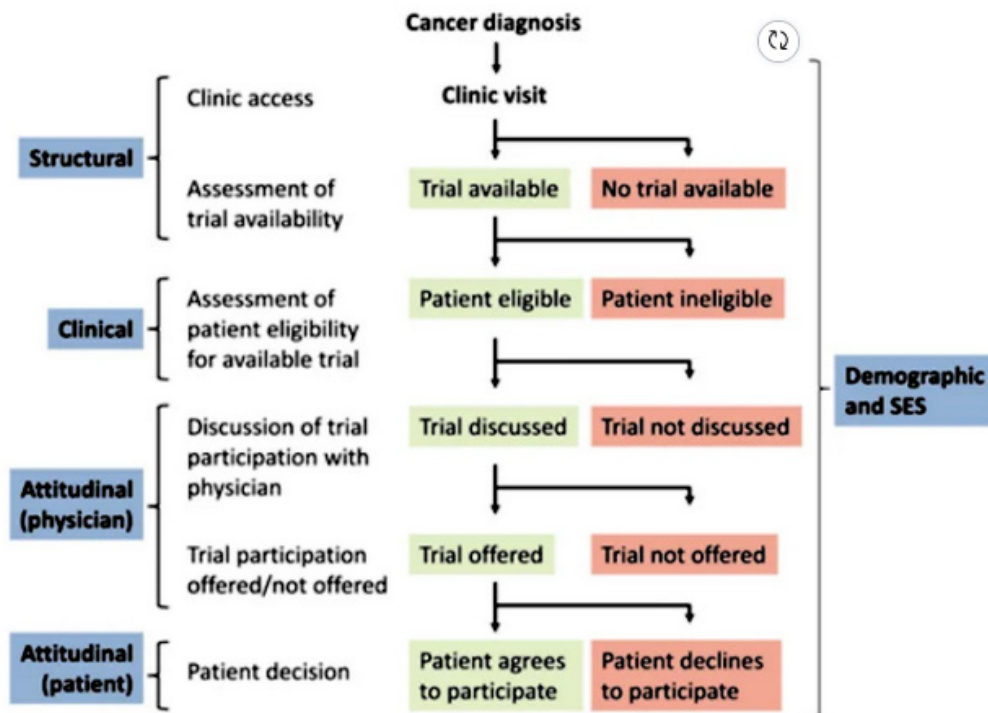 Cancer diagnosis
Clinic access
Clinic visit
Structural
Assessment of
trial availability
Trial available
No trial available
Clinical
Assessment of
patient eligibility
for available trial
Patient eligible
Patient ineligible
Demographic
and SES
Attitudinal
(physician)
Discussion of trial
participation with
physician
Trial discussed
Trial not discussed
Trial participation
offered/not offered
Trial offered
Trial not offered
Attitudinal
(patient)
Patient decision
Patient agrees
to participate
Patient declines
to participate